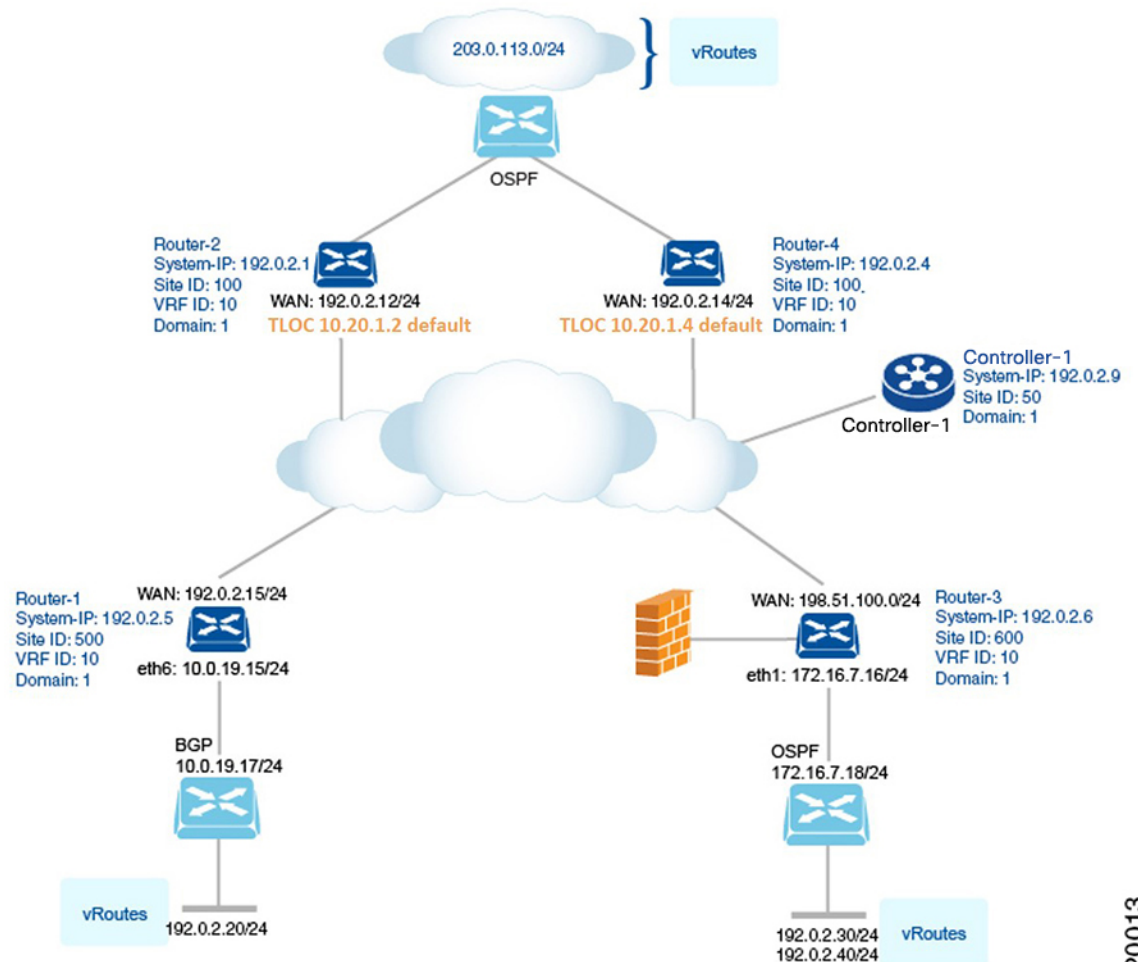 203.0.113.0/24
vRoutes
OSPF
Router-2
System-IP: 192.0.2.1
Site ID: 100
VRF ID: 10
Domain: 1
WAN: 192.0.2.12/24
TLOC 10.20.1.2 default
Router-4
System-IP: 192.0.2.4
Site ID: 100.
VRF ID: 10
Domain: 1
WAN: 192.0.2.14/24
TLOC 10.20.1.4 default
Controller-1
System-IP: 192.0.2.9
Site ID: 50
Domain: 1
Controller-1
Router-1
System-IP: 192.0.2.5
Site ID: 500
VRF ID: 10
Domain: 1
WAN: 192.0.2.15/24
eth6: 10.0.19.15/24
WAN: 198.51.100.0/24
eth1: 172.16.7.16/24
Router-3
System-IP: 192.0.2.6
Site ID: 600
VRF ID: 10
Domain: 1
BGP
10.0.19.17/24
OSPF
172.16.7.18/24
vRoutes
192.0.2.20/24
192.0.2.30/24
192.0.2.40/24
vRoutes